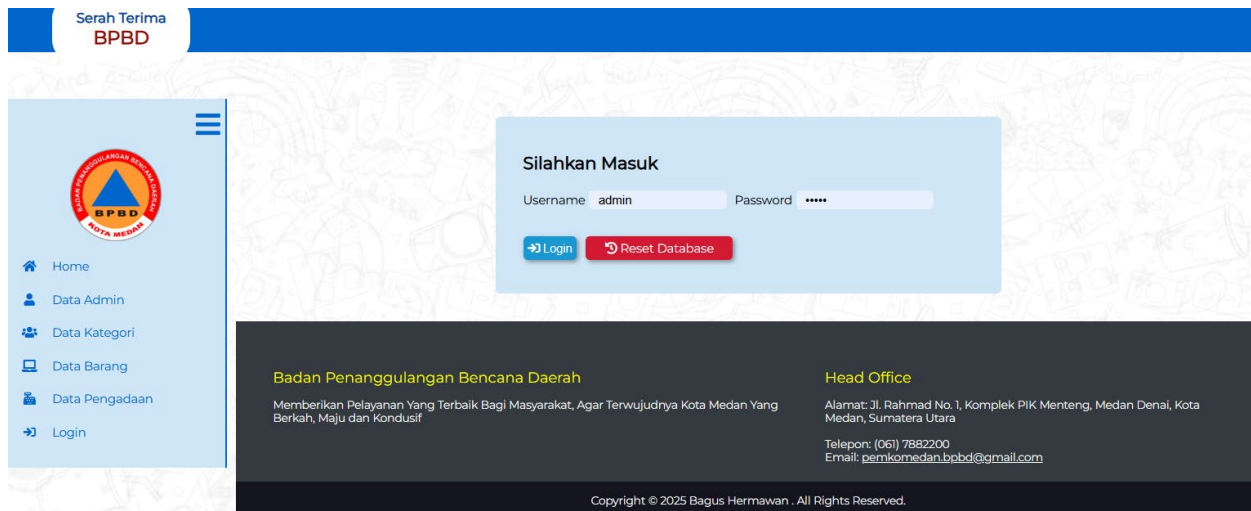 Serah Terima
BPBD
BADAN PENANGGULANGAN BENCANA DAERAH
BPBD
KOTA MEDAN
Home
Data Admin
Data Kategori
Data Barang
Data Pengadaan
Login
Silahkan Masuk
Username admin Password •••••
Login Reset Database
Badan Penanggulangan Bencana Daerah
Memberikan Pelayanan Yang Terbaik Bagi Masyarakat, Agar Terwujudnya Kota Medan Yang
Berkah, Maju dan Kondusif
Head Office
Alamat: Jl. Rahmad No. 1, Komplek PIK Menteng, Medan Denai, Kota
Medan, Sumatera Utara
Telepon: (061) 7882200
Email: pemkomedan.bpbd@gmail.com
Copyright © 2025 Bagus Hermawan . All Rights Reserved.